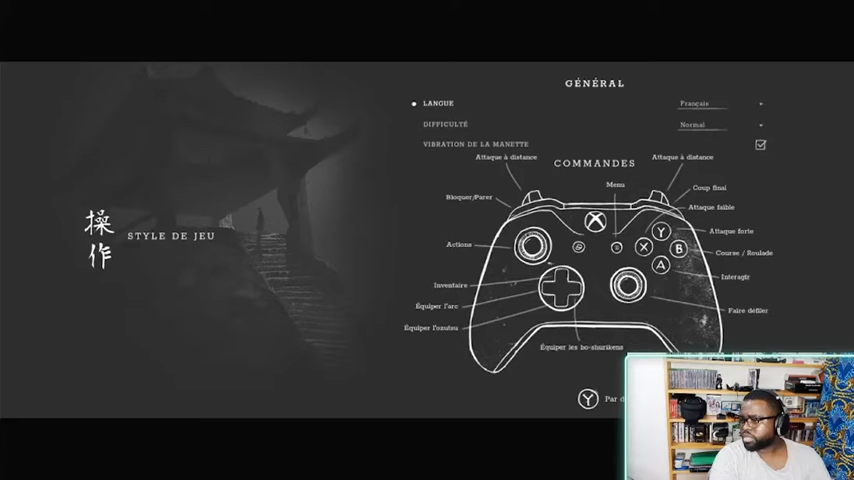 操作
STYLE DE JEU
GÉNÉRAL
LANGUE
Français
DIFFICULTÉ
Normal
VIBRATION DE LA MANETTE
COMMANDES
Attaque à distance
Attaque à distance
Menu
Coup final
Bloquer/Parer
Attaque faible
Y
Attaque forte
Actions
X
B
Course / Roulade
A
Interagir
Inventaire
Équiper l'arc
Faire défiler
Équiper l'ozutsu
Équiper les bo-shurikens
Y
Par